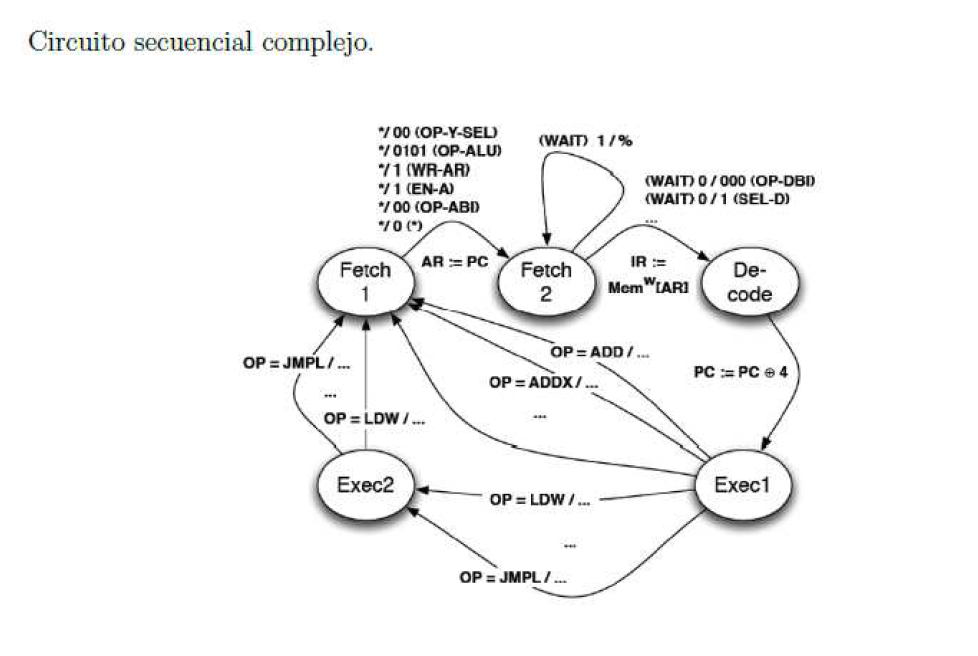 Circuito secuencial complejo.
*/ 00 (OP-Y-SEL)
*/ 0101 (OP-ALU)
*/ 1 (WR-AR)
*/ 1 (EN-A)
*/ 00 (OP-ABI)
*/ 0 (*)
(WAIT) 1 / %
(WAIT) 0 / 000 (OP-DBI)
(WAIT) 0 / 1 (SEL-D)
...
Fetch
1
AR := PC
Fetch
2
IR :=
Memᵂ[AR]
De-
code
OP = JMPL / ...
...
OP = LDW / ...
OP = ADD / ...
OP = ADDX / ...
...
PC := PC ⊕ 4
Exec2
OP = LDW / ...
Exec1
...
OP = JMPL / ...